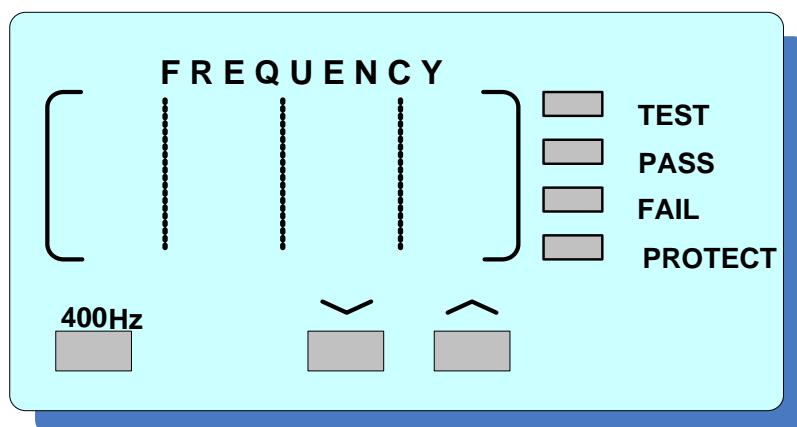 FREQUENCY
TEST
PASS
FAIL
PROTECT
400Hz